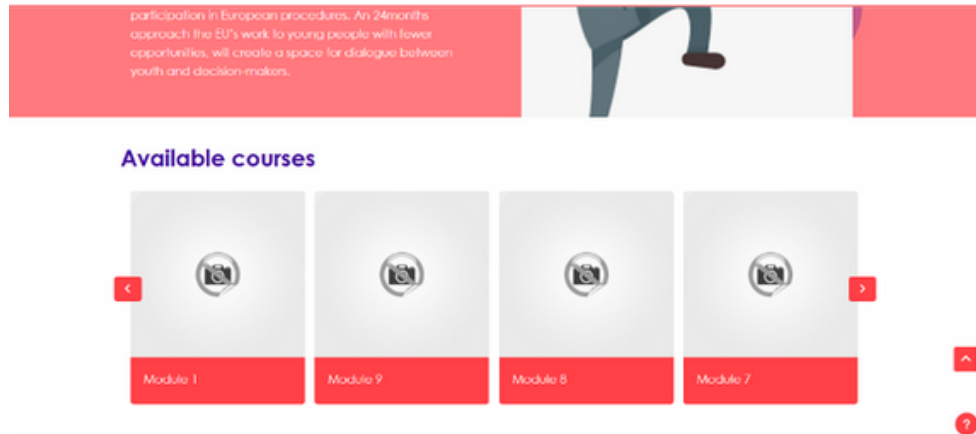 participation in European procedures. An 24months
approach the EU's work to young people with fewer
opportunities, will create a space for dialogue between
youth and decision-makers.
Available courses
Module 1
Module 9
Module 8
Module 7
?